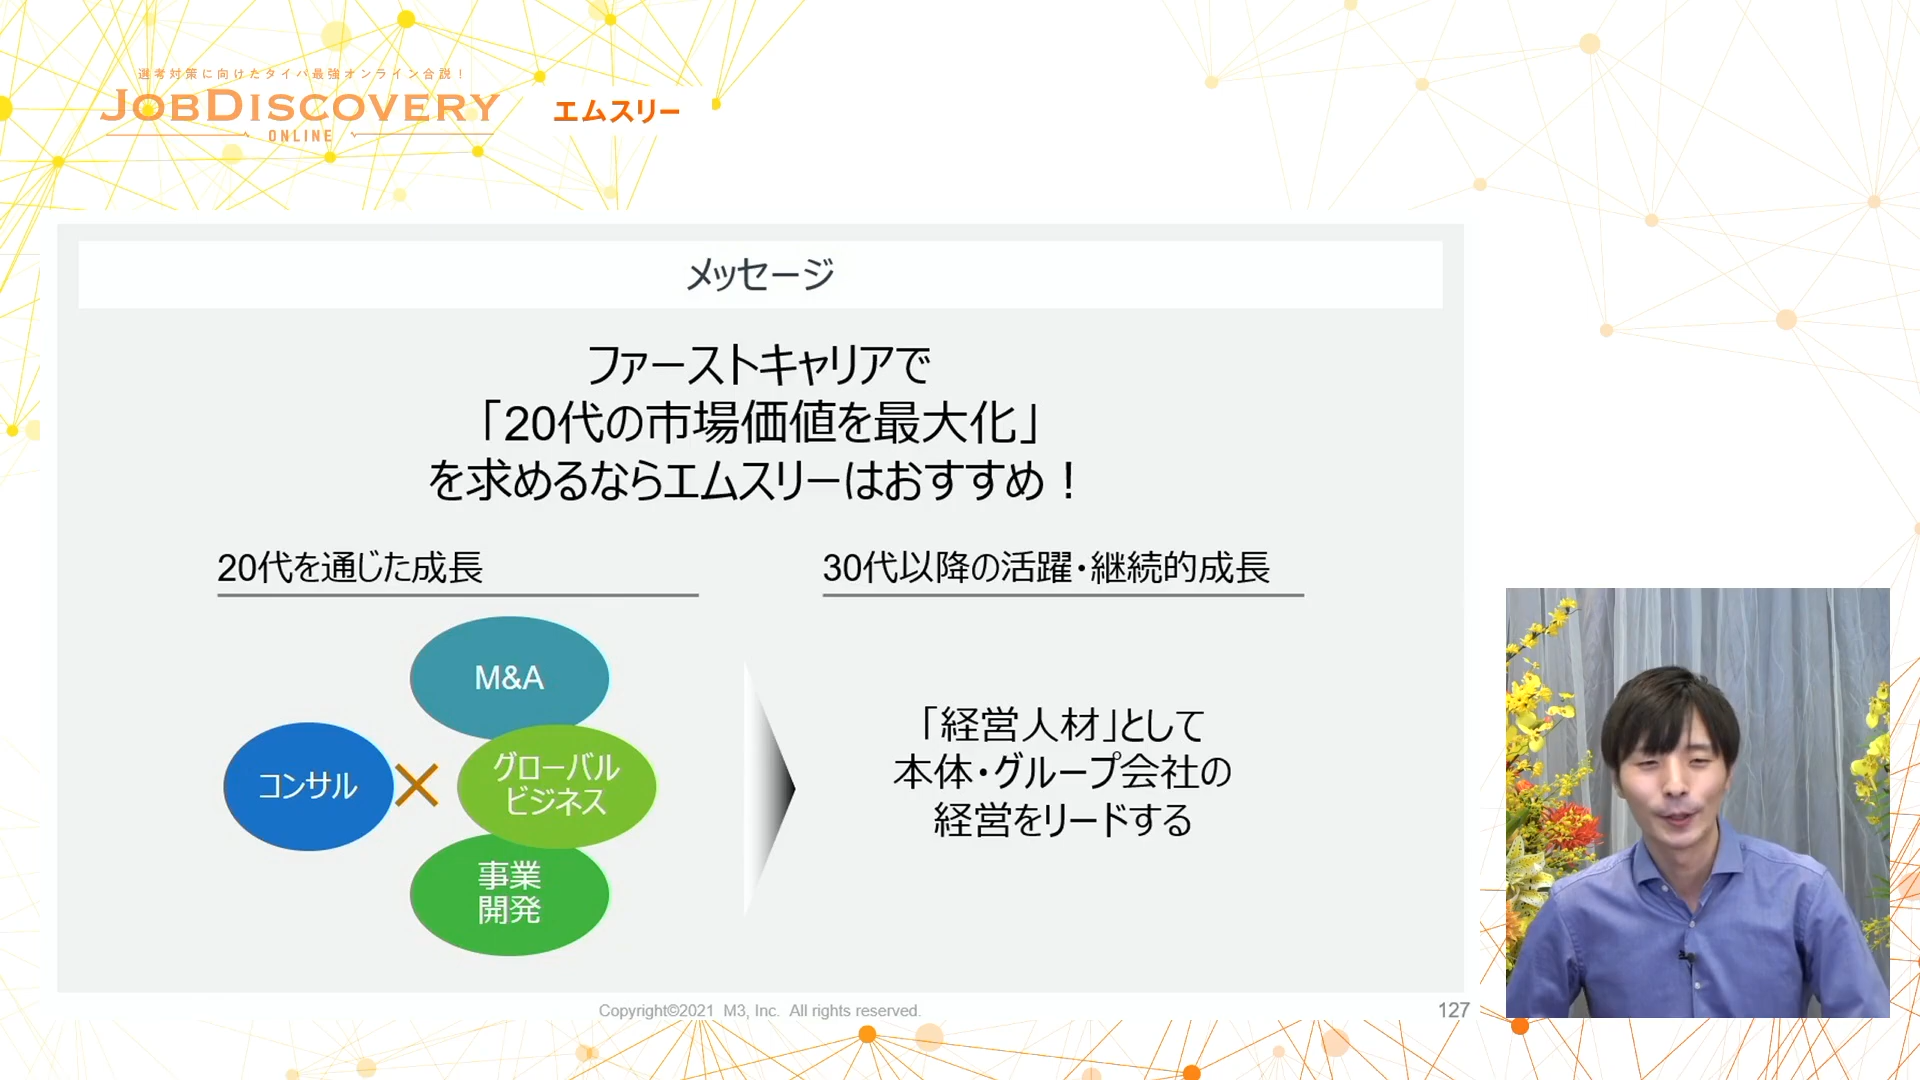 選考対策に向けたタイパ最強オンライン合説！
JOBDISCOVERY
ONLINE
エムスリー
メッセージ
ファーストキャリアで
「20代の市場価値を最大化」
を求めるならエムスリーはおすすめ！
20代を通じた成長
30代以降の活躍・継続的成長
M&A
コンサル
×
グローバル
ビジネス
事業
開発
「経営人材」として
本体・グループ会社の
経営をリードする
Copyright©2021 M3, Inc. All rights reserved.
127